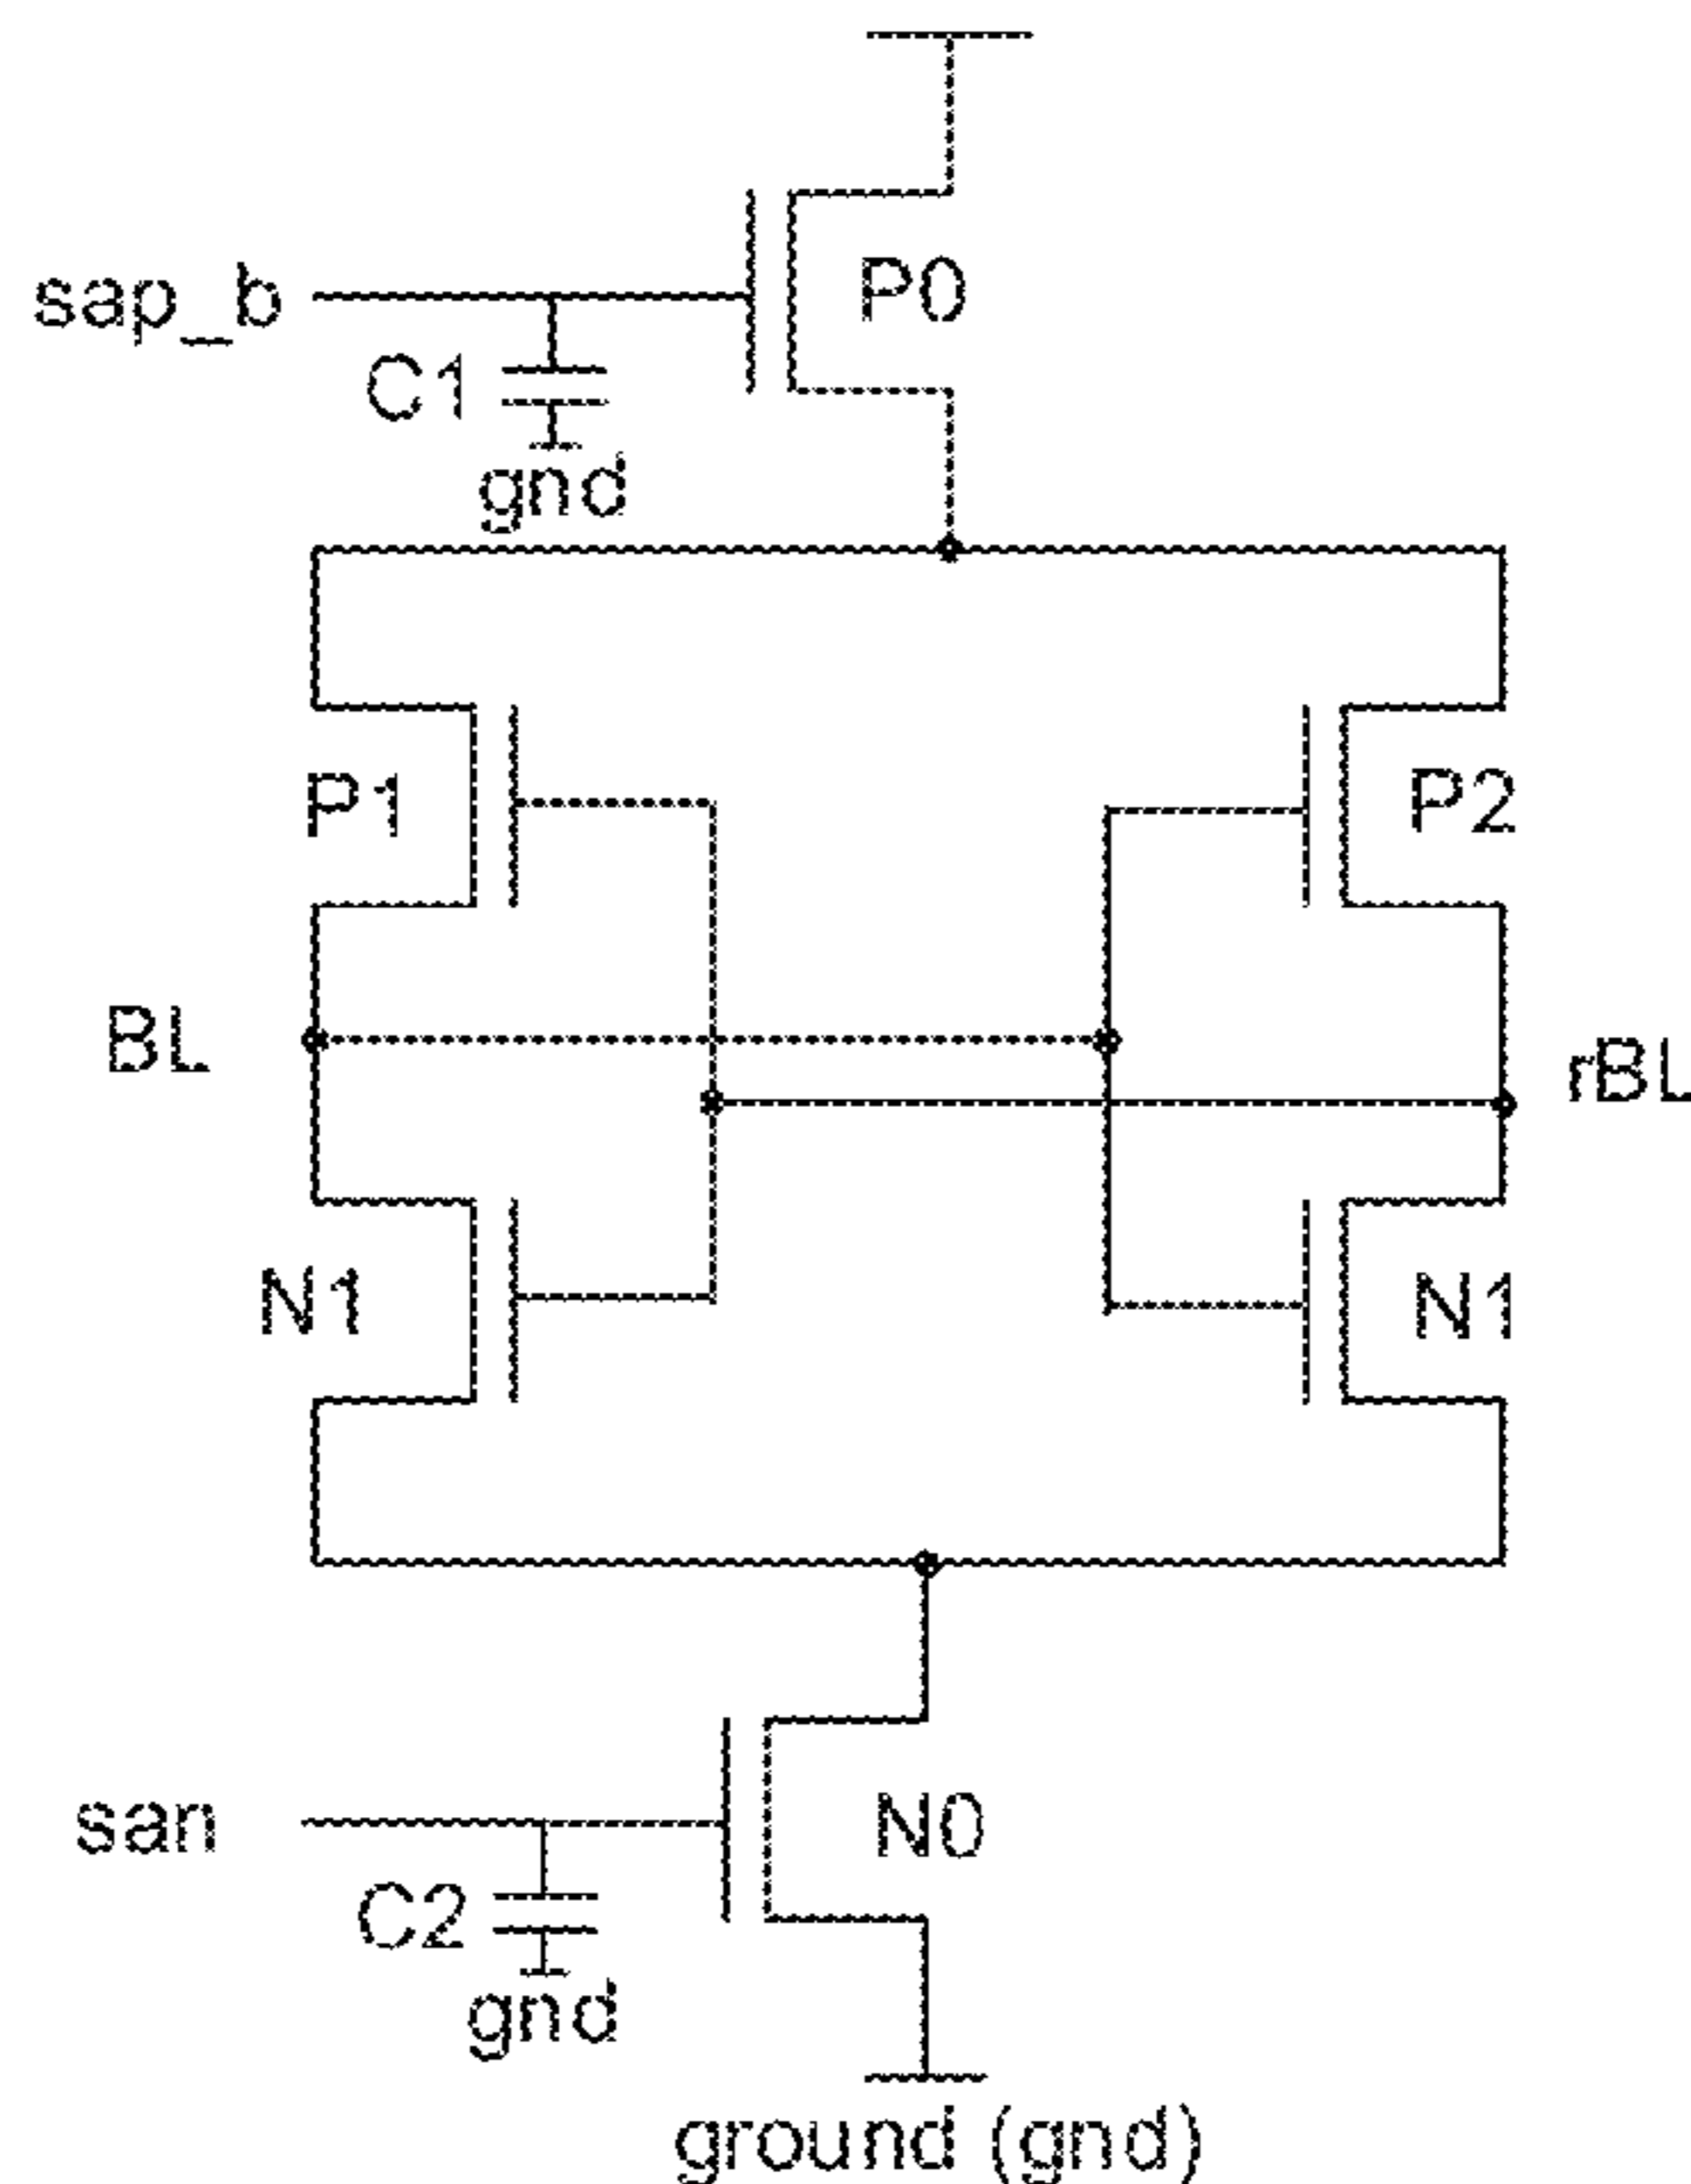 P0
sap_b
C1
gnd
P1
P2
BL
rBL
N1
N1
san
N0
C2
gnd
ground (gnd)